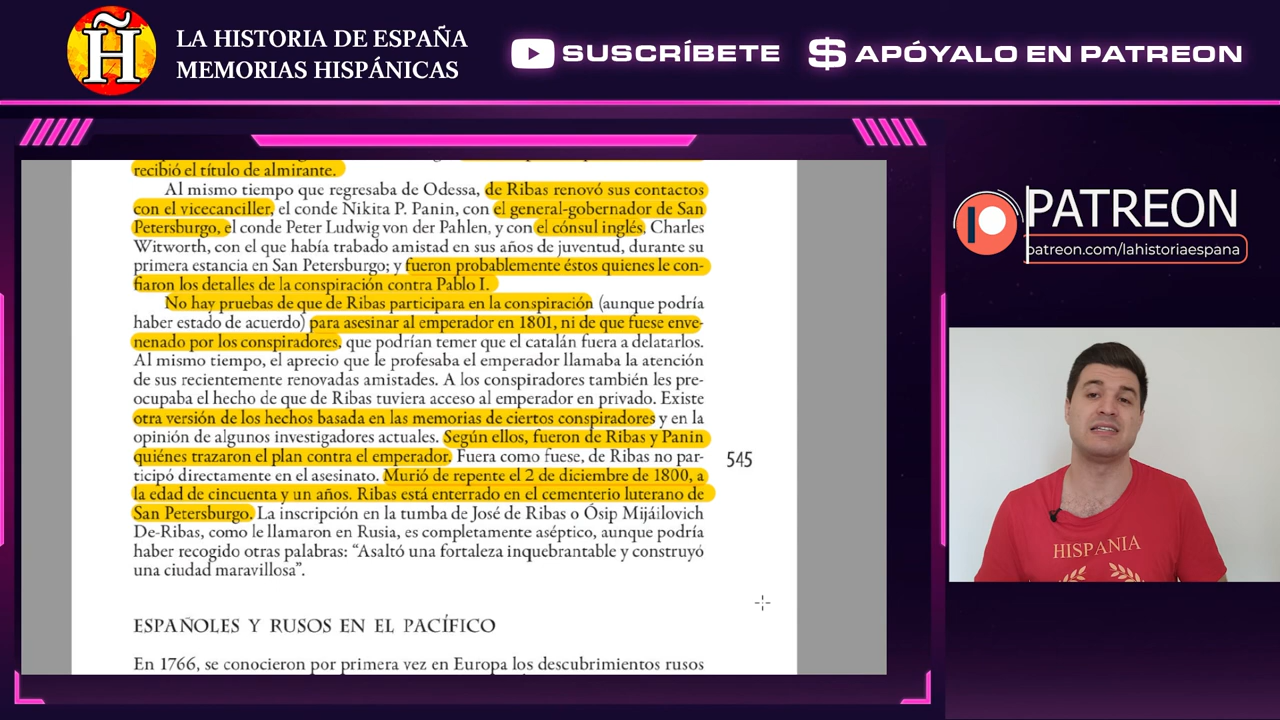 Ñ
LA HISTORIA DE ESPAÑA
MEMORIAS HISPÁNICAS
SUSCRÍBETE
$ APÓYALO EN PATREON
recibió el título de almirante.
Al mismo tiempo que regresaba de Odessa, de Ribas renovó sus contactos
con el vicecanciller, el conde Nikita P. Panin, con el general-gobernador de San
Petersburgo, el conde Peter Ludwig von der Pahlen, y con el cónsul inglés, Charles
Witworth, con el que había trabado amistad en sus años de juventud, durante su
primera estancia en San Petersburgo; y fueron probablemente éstos quienes le con-
fiaron los detalles de la conspiración contra Pablo I.
No hay pruebas de que de Ribas participara en la conspiración (aunque podría
haber estado de acuerdo) para asesinar al emperador en 1801, ni de que fuese enve-
nenado por los conspiradores, que podrían temer que el catalán fuera a delatarlos.
Al mismo tiempo, el aprecio que le profesaba el emperador llamaba la atención
de sus recientemente renovadas amistades. A los conspiradores también les pre-
ocupaba el hecho de que de Ribas tuviera acceso al emperador en privado. Existe
otra versión de los hechos basada en las memorias de ciertos conspiradores y en la
opinión de algunos investigadores actuales. Según ellos, fueron de Ribas y Panin
quiénes trazaron el plan contra el emperador. Fuera como fuese, de Ribas no par-
ticipó directamente en el asesinato. Murió de repente el 2 de diciembre de 1800, a
la edad de cincuenta y un años. Ribas está enterrado en el cementerio luterano de
San Petersburgo. La inscripción en la tumba de José de Ribas o Ósip Mijáilovich
De-Ribas, como le llamaron en Rusia, es completamente aséptico, aunque podría
haber recogido otras palabras: “Asaltó una fortaleza inquebrantable y construyó
una ciudad maravillosa”.
545
ESPAÑOLES Y RUSOS EN EL PACÍFICO
En 1766, se conocieron por primera vez en Europa los descubrimientos rusos
PATREON
patreon.com/lahistoriaespana
HISPANIA